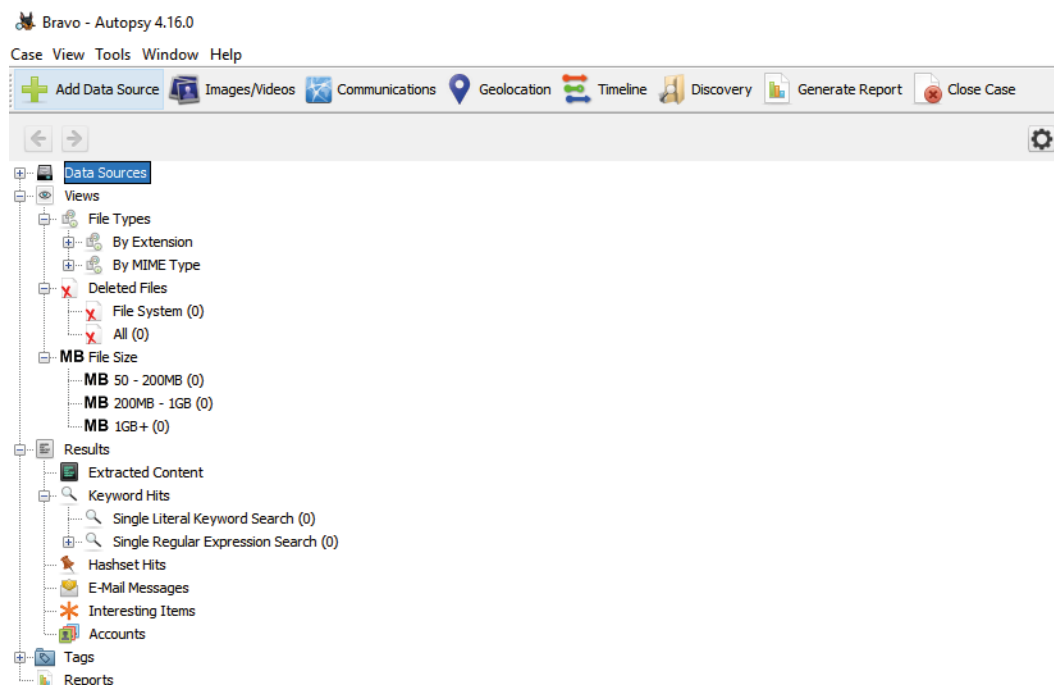 Bravo - Autopsy 4.16.0
Case View Tools Window Help
Add Data Source Images/Videos Communications Geolocation Timeline Discovery Generate Report Close Case
Data Sources
Views
File Types
By Extension
By MIME Type
Deleted Files
File System (0)
All (0)
MB File Size
MB 50 - 200MB (0)
MB 200MB - 1GB (0)
MB 1GB+ (0)
Results
Extracted Content
Keyword Hits
Single Literal Keyword Search (0)
Single Regular Expression Search (0)
Hashset Hits
E-Mail Messages
Interesting Items
Accounts
Tags
Reports